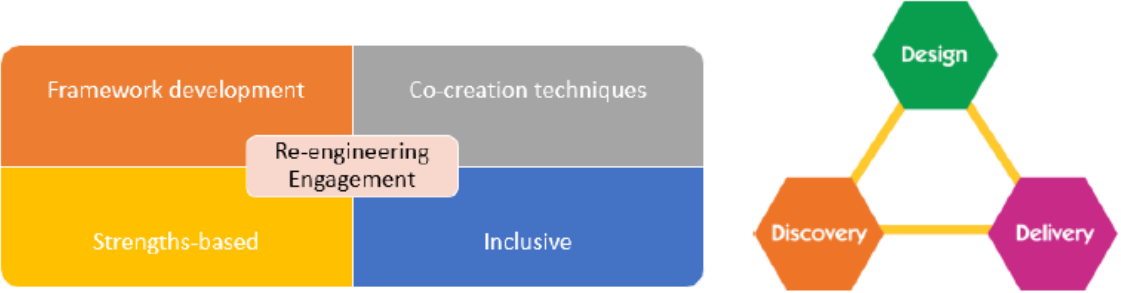 Framework development
Co-creation techniques
Re-engineering
Engagement
Strengths-based
Inclusive
Design
Discovery
Delivery